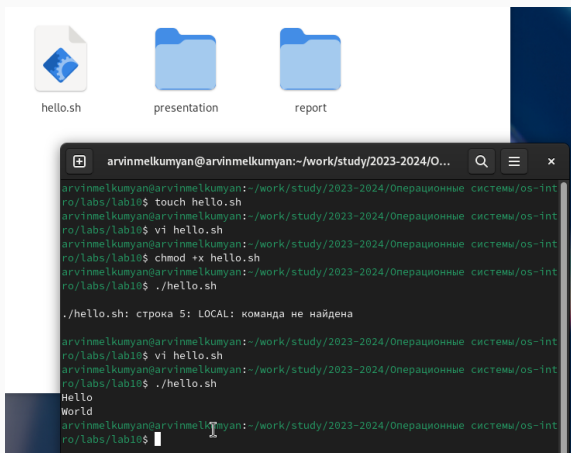 hello.sh
presentation
report
arvinmelkumyan@arvinmelkumyan:~/work/study/2023-2024/О...
arvinmelkumyan@arvinmelkumyan:~/work/study/2023-2024/Операционные системы/os-int
ro/labs/lab10$ touch hello.sh
arvinmelkumyan@arvinmelkumyan:~/work/study/2023-2024/Операционные системы/os-int
ro/labs/lab10$ vi hello.sh
arvinmelkumyan@arvinmelkumyan:~/work/study/2023-2024/Операционные системы/os-int
ro/labs/lab10$ chmod +x hello.sh
arvinmelkumyan@arvinmelkumyan:~/work/study/2023-2024/Операционные системы/os-int
ro/labs/lab10$ ./hello.sh
./hello.sh: строка 5: LOCAL: команда не найдена
arvinmelkumyan@arvinmelkumyan:~/work/study/2023-2024/Операционные системы/os-int
ro/labs/lab10$ vi hello.sh
arvinmelkumyan@arvinmelkumyan:~/work/study/2023-2024/Операционные системы/os-int
ro/labs/lab10$ ./hello.sh
Hello
World
arvinmelkumyan@arvinmelkumyan:~/work/study/2023-2024/Операционные системы/os-int
ro/labs/lab10$